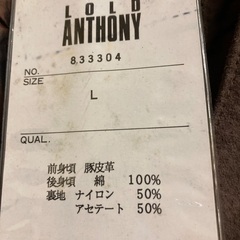 LOLD
ANTHONY
833304
NO.
SIZE
L
QUAL.
前身頃 豚皮革
後身頃 綿 100%
裏地 ナイロン 50%
アセテート 50%